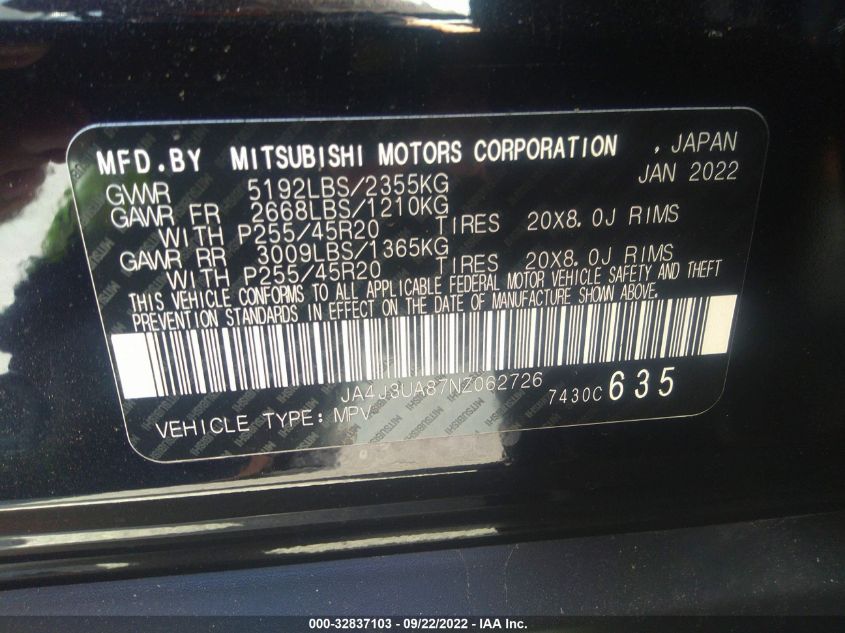 MFD.BY MITSUBISHI MOTORS CORPORATION , JAPAN
JAN 2022
GVWR 5192LBS/2355KG
GAWR FR 2668LBS/1210KG
WITH P255/45R20 TIRES 20X8.0J RIMS
GAWR RR 3009LBS/1365KG
WITH P255/45R20 TIRES 20X8.0J RIMS
THIS VEHICLE CONFORMS TO ALL APPLICABLE FEDERAL MOTOR VEHICLE SAFETY AND THEFT
PREVENTION STANDARDS IN EFFECT ON THE DATE OF MANUFACTURE SHOWN ABOVE.
JA4J3UA87NZ062726
7430C 635
VEHICLE TYPE: MPV
000-32837103 - 09/22/2022 - IAA Inc.